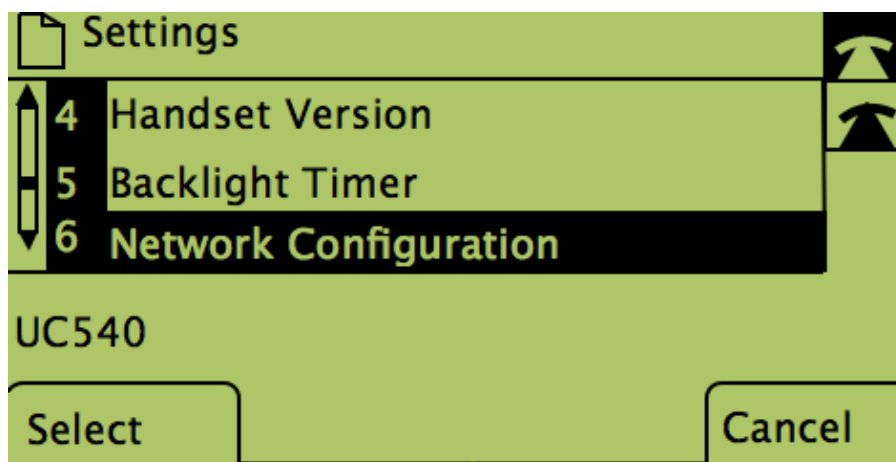 Settings
4 Handset Version
5 Backlight Timer
6 Network Configuration
UC540
Select Cancel